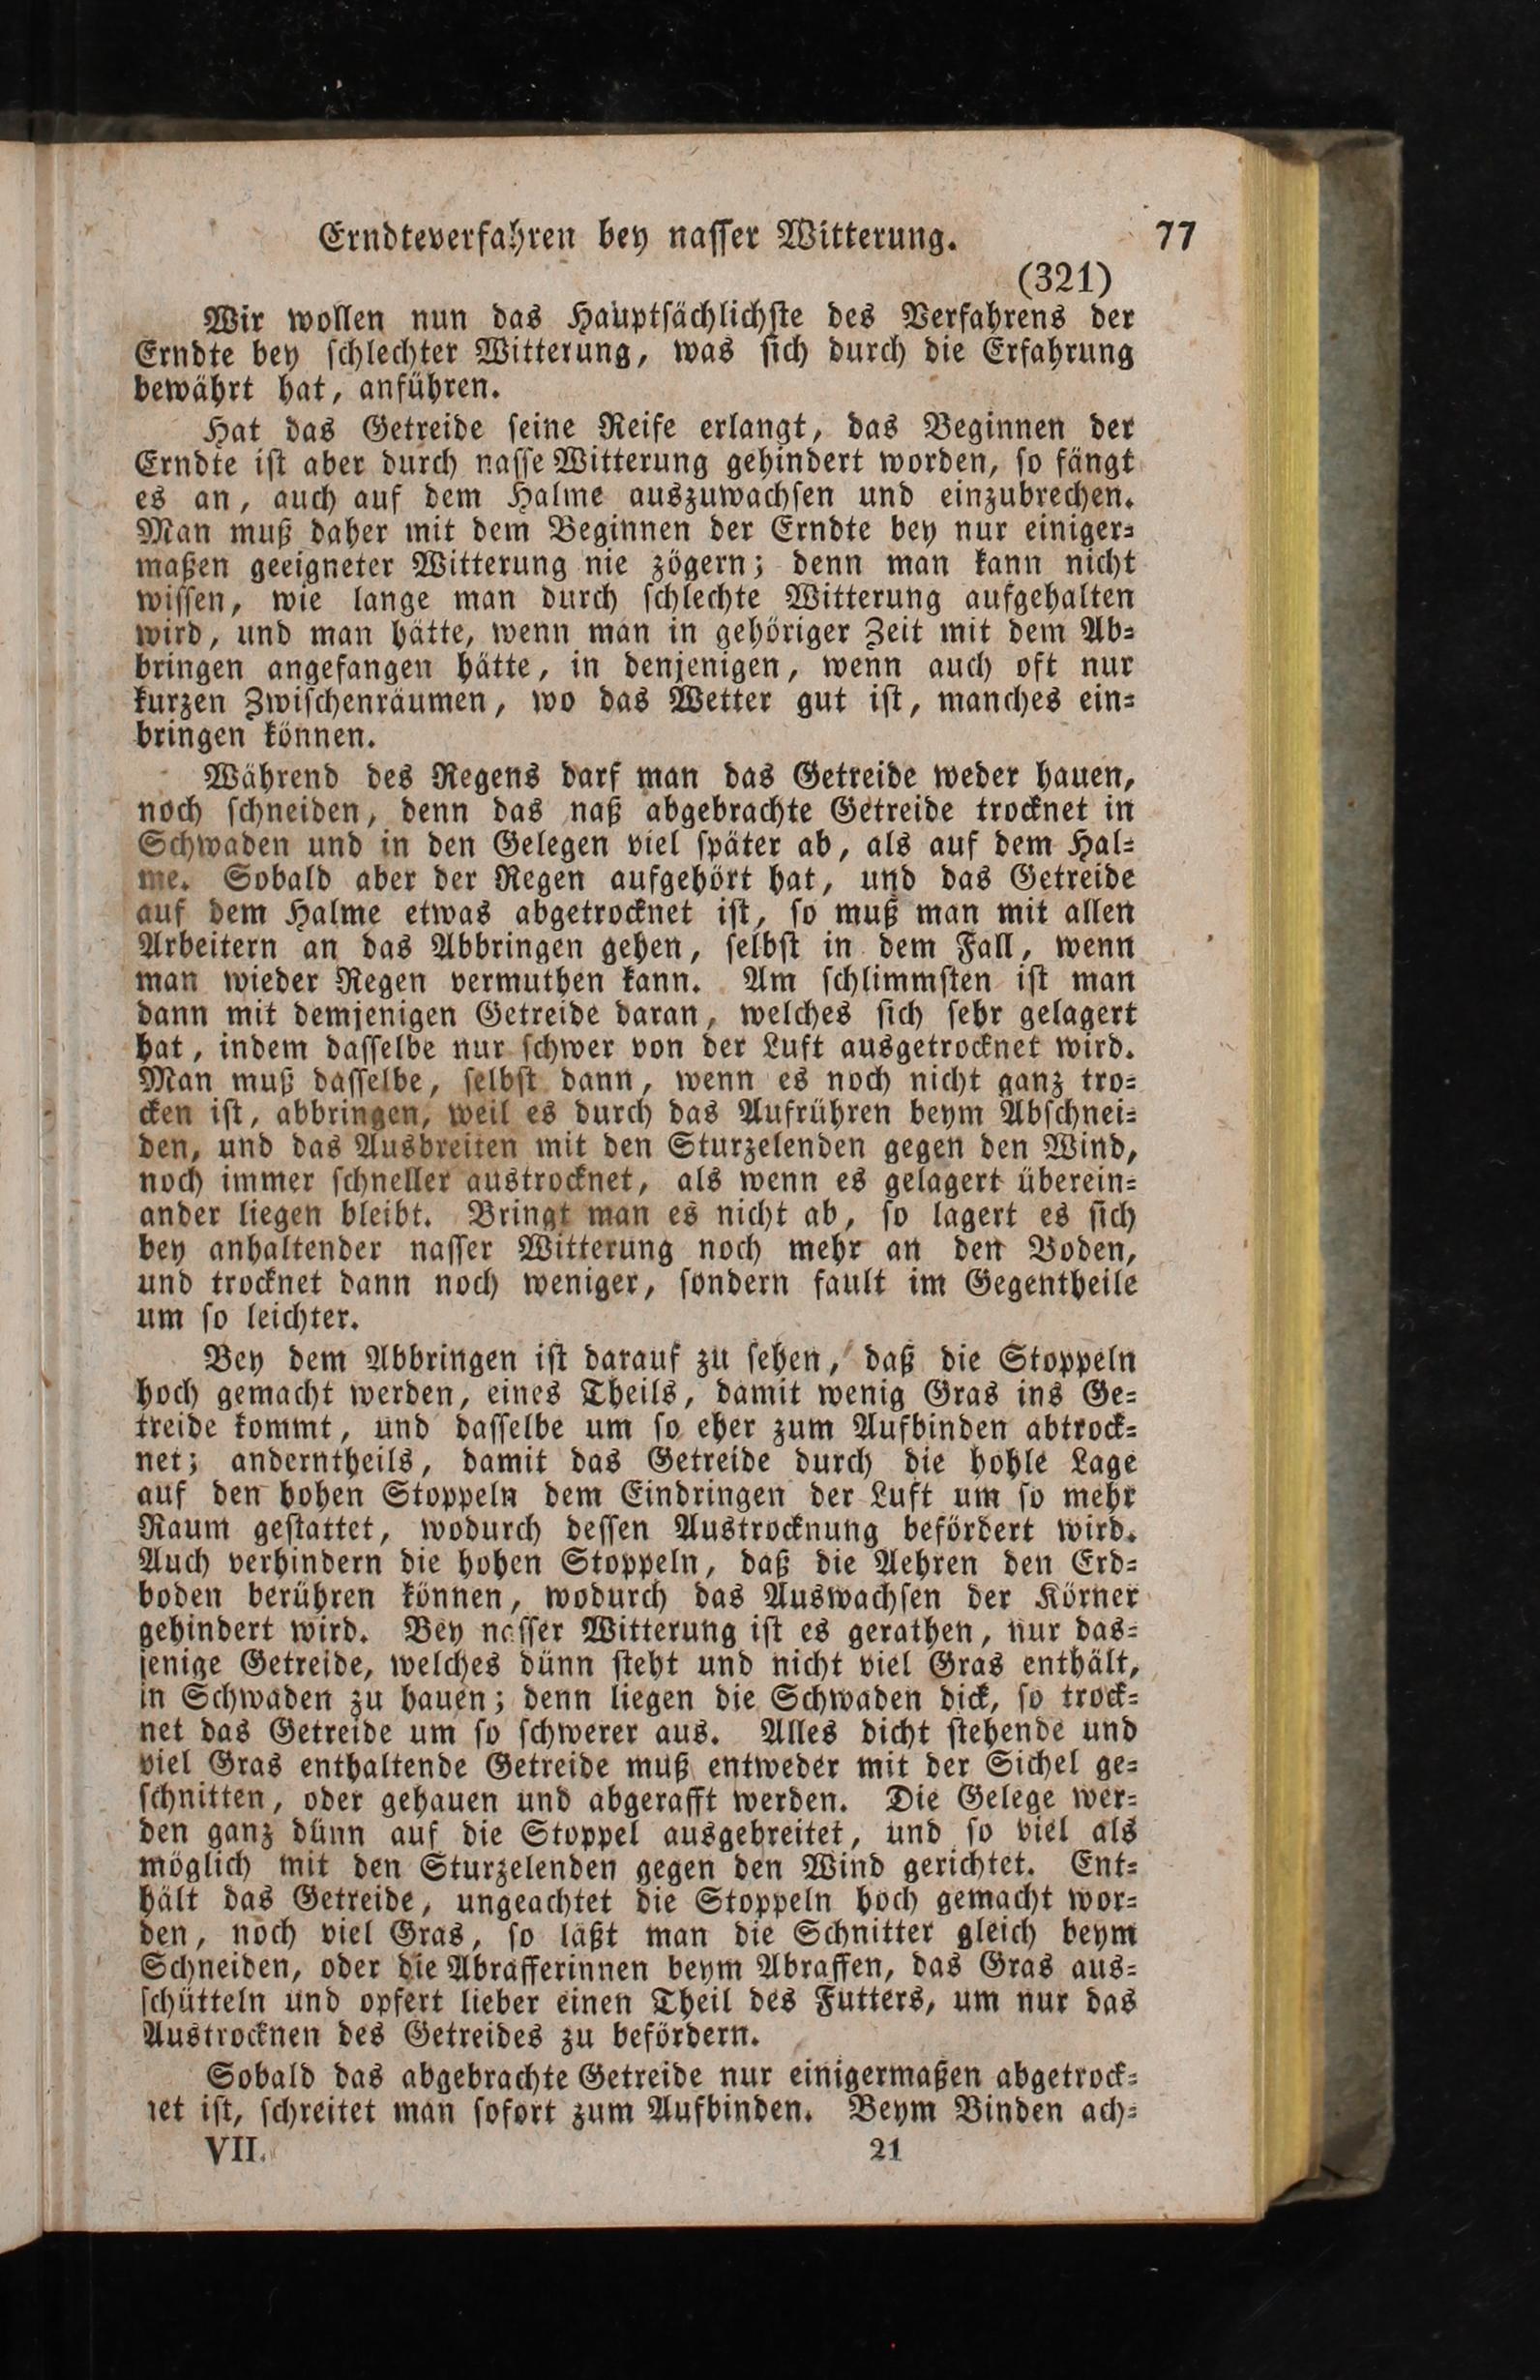 Erndteverfahren bey naſſer Witterung. 77
(321)
Wir wollen nun das Hauptſächlichſte des Verfahrens der
Erndte bey ſchlechter Witterung, was ſich durch die Erfahrung
bewährt hat, anführen.
Hat das Getreide ſeine Reife erlangt, das Beginnen der
Erndte iſt aber durch naſſe Witterung gehindert worden, ſo fängt
es an, auch auf dem Halme auszuwachſen und einzubrechen.
Man muß daher mit dem Beginnen der Erndte bey nur einiger⸗
maßen geeigneter Witterung nie zögern; denn man kann nicht
wiſſen, wie lange man durch ſchlechte Witterung aufgehalten
wird, und man hätte, wenn man in gehöriger Zeit mit dem Ab⸗
bringen angefangen hätte, in denjenigen, wenn auch oft nur
kurzen Zwiſchenräumen, wo das Wetter gut iſt, manches ein⸗
bringen können.
Während des Regens darf man das Getreide weder hauen,
noch ſchneiden, denn das naß abgebrachte Getreide trocknet in
Schwaden und in den Gelegen viel ſpäter ab, als auf dem Hal⸗
me. Sobald aber der Regen aufgehört hat, und das Getreide
auf dem Halme etwas abgetrocknet iſt, ſo muß man mit allen
Arbeitern an das Abbringen gehen, ſelbſt in dem Fall, wenn
man wieder Regen vermuthen kann. Am ſchlimmſten iſt man
dann mit demjenigen Getreide daran, welches ſich ſehr gelagert
hat, indem daſſelbe nur ſchwer von der Luft ausgetrocknet wird.
Man muß daſſelbe, ſelbſt dann, wenn es noch nicht ganz tro⸗
cken iſt, abbringen, weil es durch das Aufrühren beym Abſchnei⸗
den, und das Ausbreiten mit den Sturzelenden gegen den Wind,
noch immer ſchneller austrocknet, als wenn es gelagert überein⸗
ander liegen bleibt. Bringt man es nicht ab, ſo lagert es ſich
bey anhaltender naſſer Witterung noch mehr an den Boden,
und trocknet dann noch weniger, ſondern fault im Gegentheile
um ſo leichter.
Bey dem Abbringen iſt darauf zu ſehen, daß die Stoppeln
hoch gemacht werden, eines Theils, damit wenig Gras ins Ge⸗
treide kommt, und daſſelbe um ſo eher zum Aufbinden abtrock⸗
net; anderntheils, damit das Getreide durch die hohle Lage
auf den hohen Stoppeln dem Eindringen der Luft um ſo mehr
Raum geſtattet, wodurch deſſen Austrocknung befördert wird.
Auch verhindern die hohen Stoppeln, daß die Aehren den Erd⸗
boden berühren können, wodurch das Auswachſen der Körner
gehindert wird. Bey naſſer Witterung iſt es gerathen, nur das⸗
jenige Getreide, welches dünn ſteht und nicht viel Gras enthält,
in Schwaden zu hauen; denn liegen die Schwaden dick, ſo trock⸗
net das Getreide um ſo ſchwerer aus. Alles dicht ſtehende und
viel Gras enthaltende Getreide muß entweder mit der Sichel ge⸗
ſchnitten, oder gehauen und abgerafft werden. Die Gelege wer⸗
den ganz dünn auf die Stoppel ausgebreitet, und ſo viel als
möglich mit den Sturzelenden gegen den Wind gerichtet. Ent⸗
hält das Getreide, ungeachtet die Stoppeln hoch gemacht wor⸗
den, noch viel Gras, ſo läßt man die Schnitter gleich beym
Schneiden, oder die Abrafferinnen beym Abraffen, das Gras aus⸗
ſchütteln und opfert lieber einen Theil des Futters, um nur das
Austrocknen des Getreides zu befördern.
Sobald das abgebrachte Getreide nur einigermaßen abgetrock⸗
net iſt, ſchreitet man ſofort zum Aufbinden. Beym Binden ach⸗
VII. 21